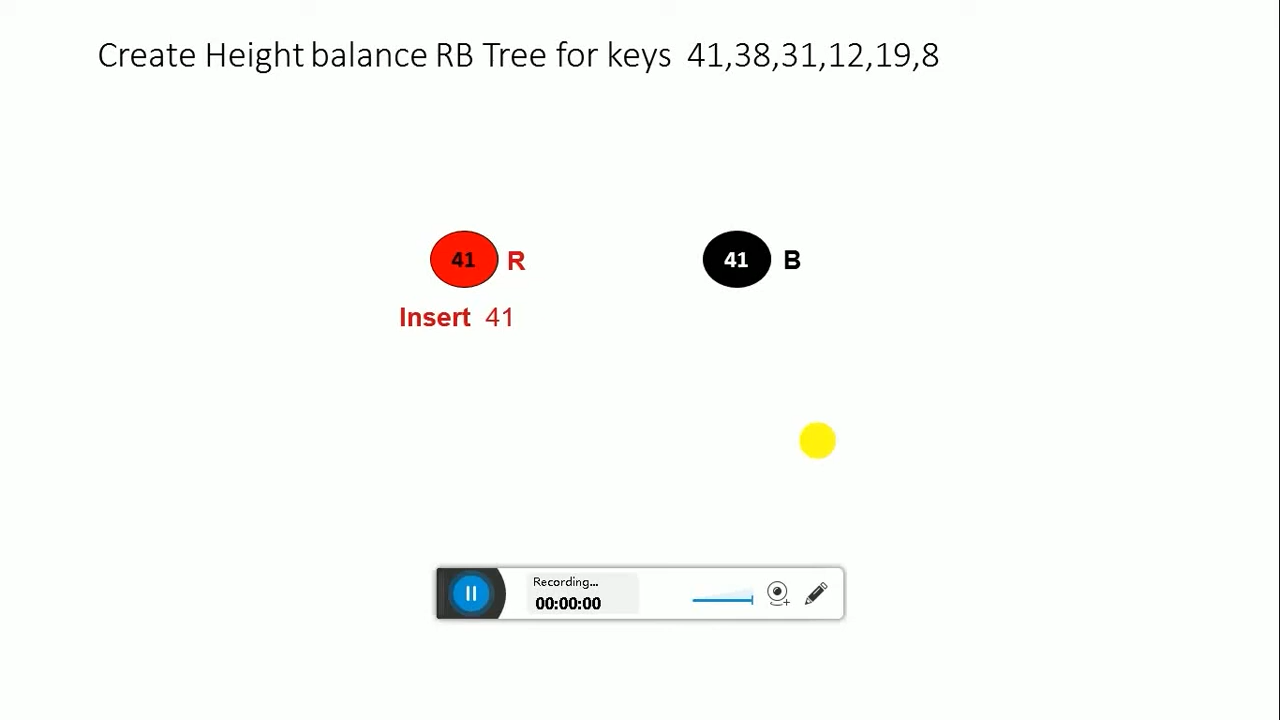 Create Height balance RB Tree for keys 41,38,31,12,19,8
41 R
41 B
Insert 41
Recording...
00:00:00